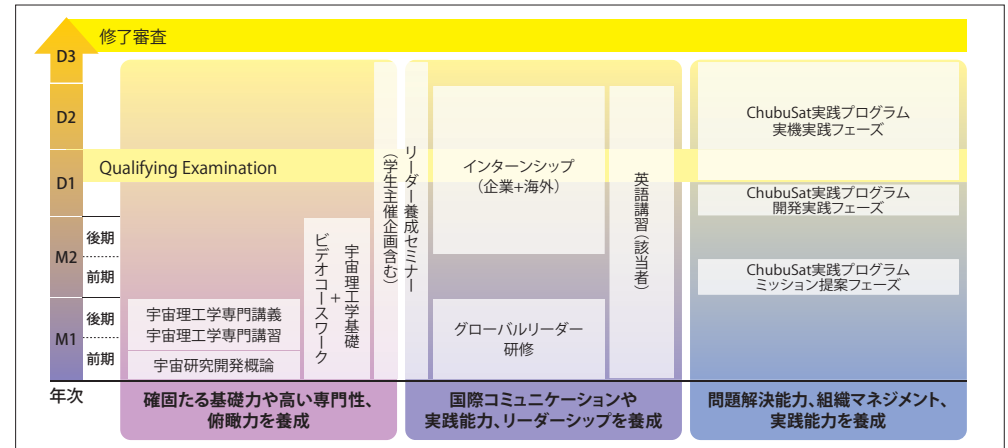 修了審査
D3
D2
D1
M2
M1
後期
前期
後期
前期
年次
Qualifying Examination
宇宙理工学専門講義
宇宙理工学専門講習
宇宙研究開発概論
宇宙理工学基礎
+
ビデオコースワーク
リーダー養成セミナー
(学生主催企画含む)
インターンシップ
(企業+海外)
グローバルリーダー
研修
英語講習(該当者)
ChubuSat実践プログラム
実機実践フェーズ
ChubuSat実践プログラム
開発実践フェーズ
ChubuSat実践プログラム
ミッション提案フェーズ
確固たる基礎力や高い専門性、
俯瞰力を養成
国際コミュニケーションや
実践能力、リーダーシップを養成
問題解決能力、組織マネジメント、
実践能力を養成